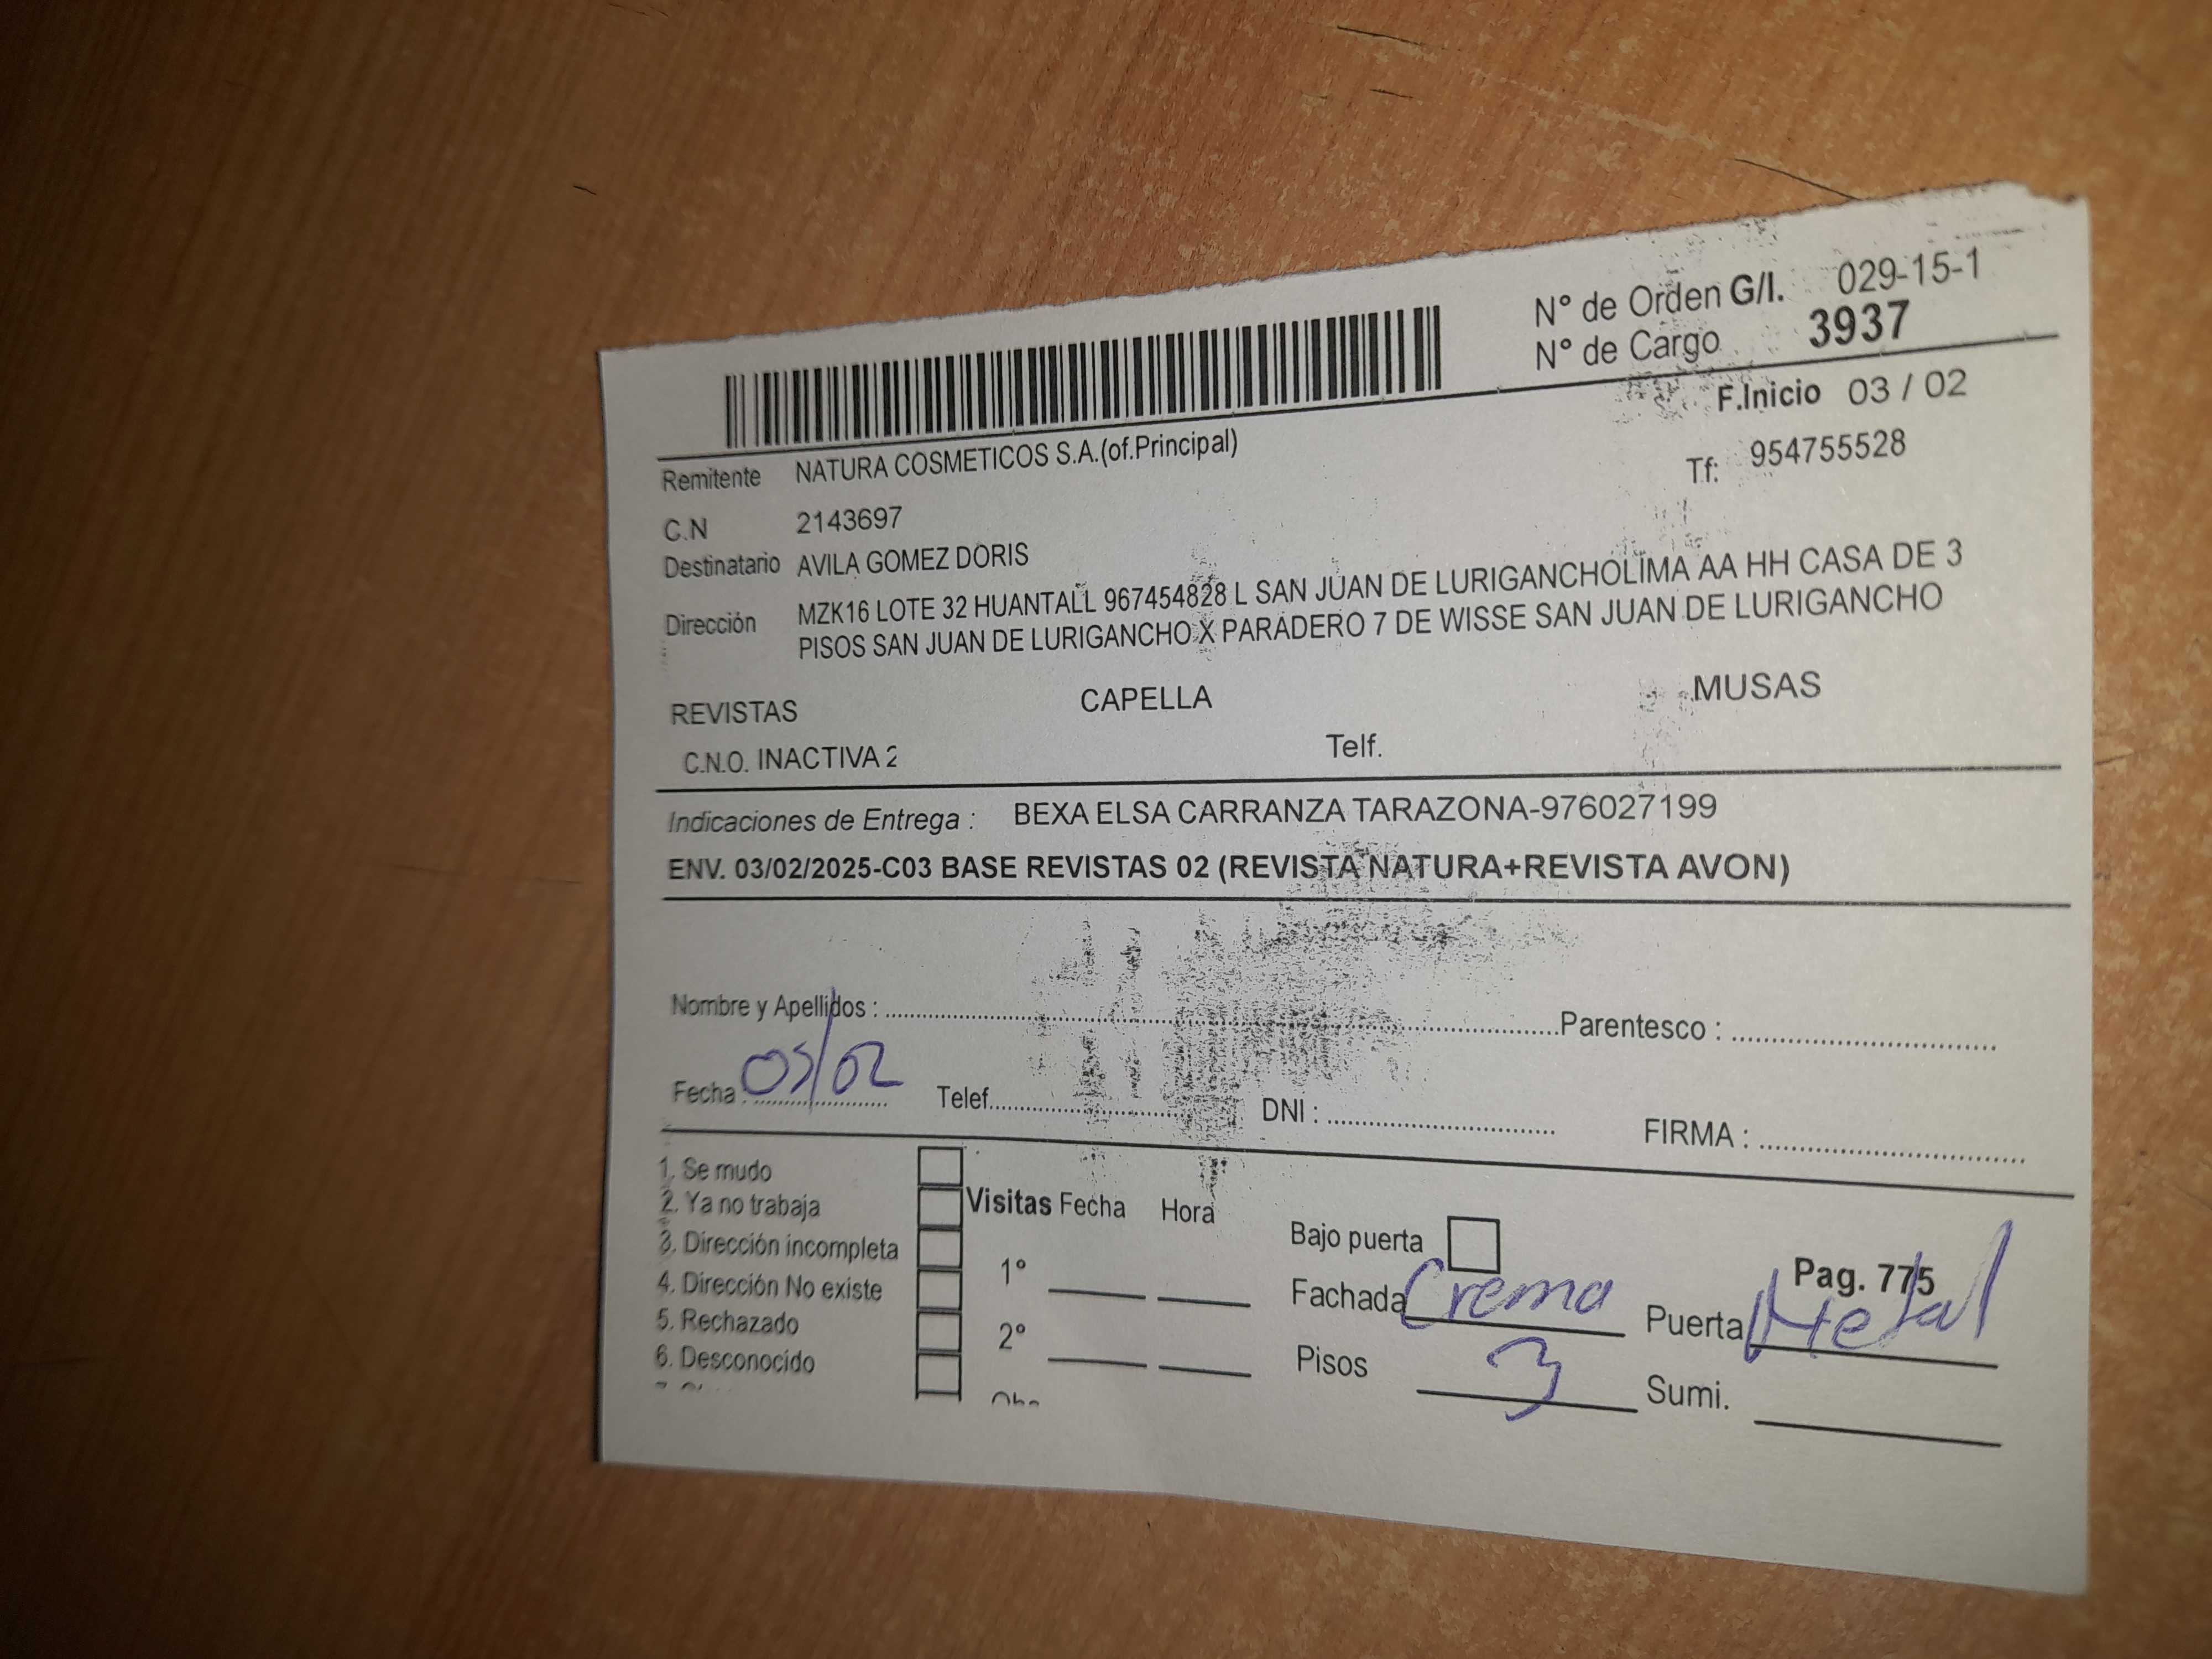 N° de Orden G/I. 029-15-1
N° de Cargo 3937
F.Inicio 03 / 02
Remitente NATURA COSMETICOS S.A.(of.Principal)
Tf: 954755528
C.N 2143697
Destinatario AVILA GOMEZ DORIS
Dirección MZK16 LOTE 32 HUANTALL 967454828 L SAN JUAN DE LURIGANCHOLIMA AA HH CASA DE 3
PISOS SAN JUAN DE LURIGANCHO X PARADERO 7 DE WISSE SAN JUAN DE LURIGANCHO
REVISTAS CAPELLA MUSAS
C.N.O. INACTIVA 2 Telf.
Indicaciones de Entrega : BEXA ELSA CARRANZA TARAZONA-976027199
ENV. 03/02/2025-C03 BASE REVISTAS 02 (REVISTA NATURA+REVISTA AVON)
Nombre y Apellidos : Parentesco :
Fecha : /02 Telef. DNI : FIRMA :
1. Se mudo
2. Ya no trabaja
3. Dirección incompleta
4. Dirección No existe
5. Rechazado
6. Desconocido
Visitas Fecha Hora
1°
2°
Bajo puerta
Pag. 775
Fachada Crema Puerta Metal
Pisos 3 Sumi.